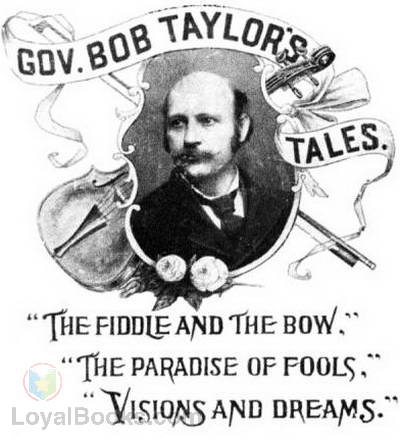 GOV. BOB TAYLOR'S
TALES.
"THE FIDDLE AND THE BOW,"
"THE PARADISE OF FOOLS,"
"VISIONS AND DREAMS."
LoyalBooks.com